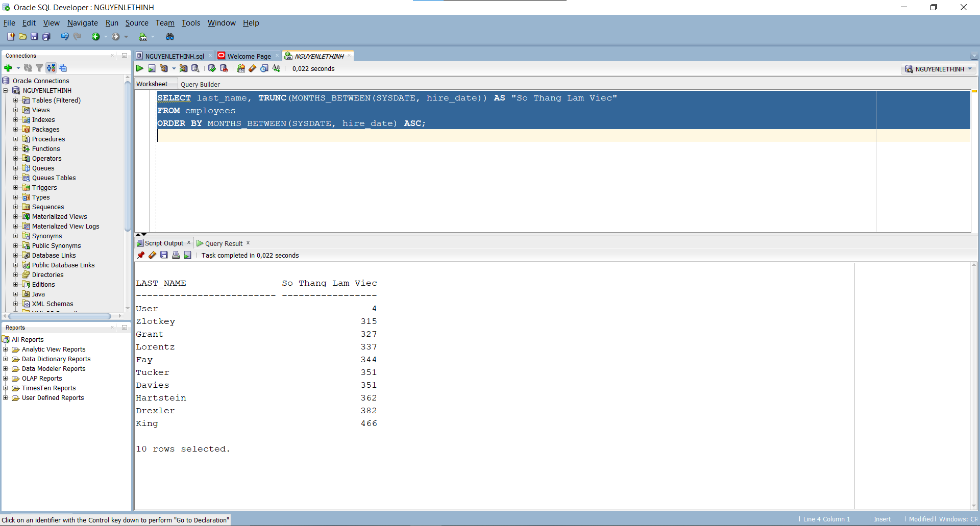 Oracle SQL Developer : NGUYENLETHINH
File Edit View Navigate Run Source Team Tools Window Help
Connections
NGUYENLETHINH.sql Welcome Page NGUYENLETHINH
0,022 seconds NGUYENLETHINH
Worksheet Query Builder
Oracle Connections
NGUYENLETHINH
Tables (Filtered)
Views
Indexes
Packages
Procedures
Functions
Operators
Queues
Queues Tables
Triggers
Types
Sequences
Materialized Views
Materialized View Logs
Synonyms
Public Synonyms
Database Links
Public Database Links
Directories
Editions
Java
XML Schemas
SELECT last_name, TRUNC(MONTHS_BETWEEN(SYSDATE, hire_date)) AS "So Thang Lam Viec"
FROM employees
ORDER BY MONTHS_BETWEEN(SYSDATE, hire_date) ASC;
Script Output Query Result
Task completed in 0,022 seconds
LAST NAME So Thang Lam Viec
------------------------- -----------------
User 4
Zlotkey 315
Grant 327
Lorentz 337
Fay 344
Tucker 351
Davies 351
Hartstein 362
Drexler 382
King 466
10 rows selected.
Reports
All Reports
Analytic View Reports
Data Dictionary Reports
Data Modeler Reports
OLAP Reports
TimesTen Reports
User Defined Reports
Click on an identifier with the Control key down to perform "Go to Declaration"
Line 4 Column 1 Insert Modified Windows: CF